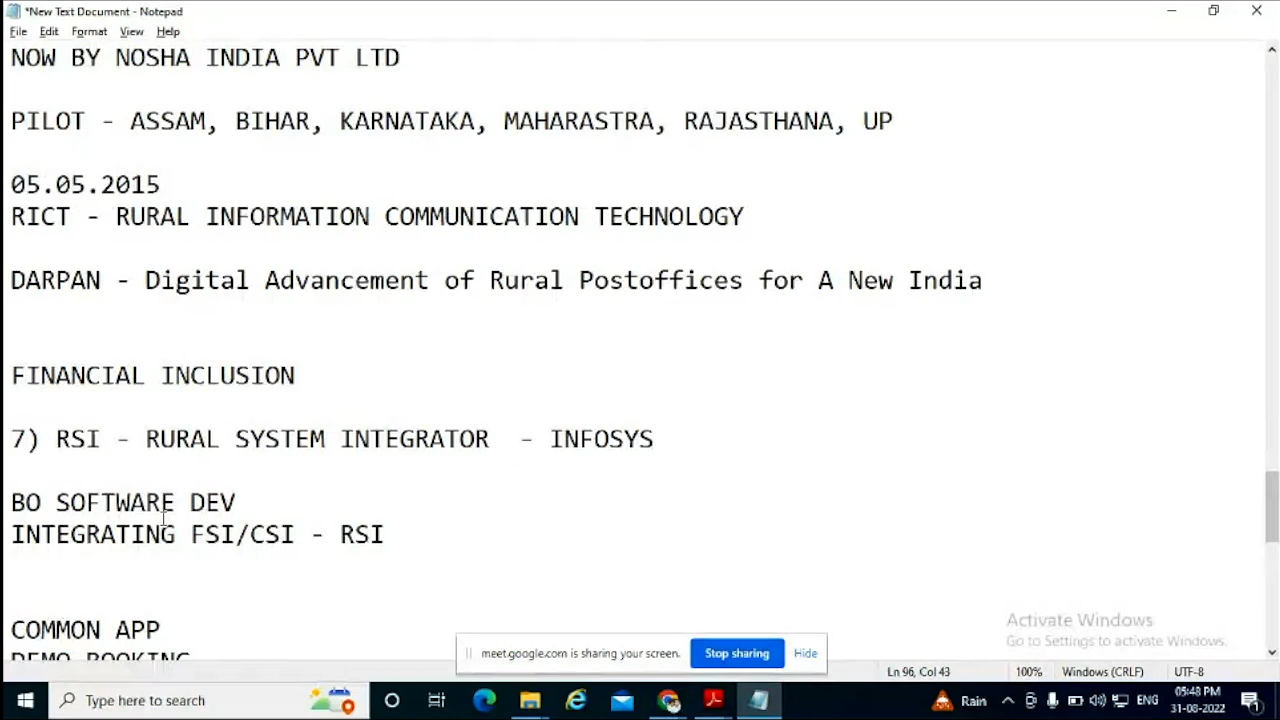 *New Text Document - Notepad
File Edit Format View Help
NOW BY NOSHA INDIA PVT LTD
PILOT - ASSAM, BIHAR, KARNATAKA, MAHARASTRA, RAJASTHANA, UP
05.05.2015
RICT - RURAL INFORMATION COMMUNICATION TECHNOLOGY
DARPAN - Digital Advancement of Rural Postoffices for A New India
FINANCIAL INCLUSION
7) RSI - RURAL SYSTEM INTEGRATOR - INFOSYS
BO SOFTWARE DEV
INTEGRATING FSI/CSI - RSI
COMMON APP
DEMO BOOKING
Activate Windows
Go to Settings to activate Windows.
meet.google.com is sharing your screen. Stop sharing Hide
Ln 96, Col 43 100% Windows (CRLF) UTF-8
Type here to search Rain ENG 05:48 PM
31-08-2022